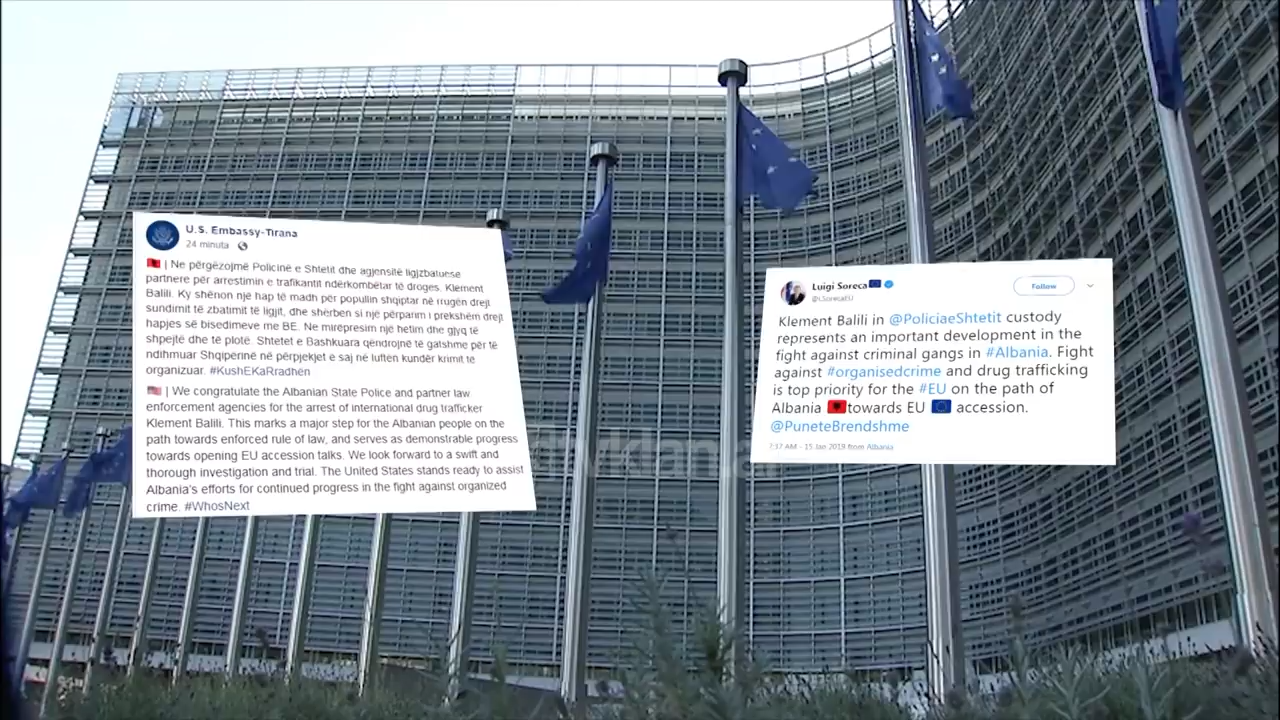 U.S. Embassy-Tirana
24 minuta
| Ne përgëzojmë Policinë e Shtetit dhe agjensitë ligjzbatuese
partnere për arrestimin e trafikantit ndërkombëtar të droges, Klement
Balili. Ky shënon një hap të madh për popullin shqiptar në rrugën drejt
sundimit të zbatimit të ligjit, dhe shërben si një përparim i prekshëm drejt
hapjes së bisedimeve me BE. Ne mirëpresim një hetim dhe gjyq të
shpejtë dhe të plotë. Shtetet e Bashkuara qëndrojnë të gatshme për të
ndihmuar Shqipërinë në përpjekjet e saj në luftën kundër krimit të
organizuar. #KushEKaRradhën
| We congratulate the Albanian State Police and partner law
enforcement agencies for the arrest of international drug trafficker
Klement Balili. This marks a major step for the Albanian people on the
path towards enforced rule of law, and serves as demonstrable progress
towards opening EU accession talks. We look forward to a swift and
thorough investigation and trial. The United States stands ready to assist
Albania's efforts for continued progress in the fight against organized
crime. #WhosNext
Luigi Soreca
@LSorecaEU
Follow
Klement Balili in @PoliciaeShtetit custody
represents an important development in the
fight against criminal gangs in #Albania. Fight
against #organisedcrime and drug trafficking
is top priority for the #EU on the path of
Albania towards EU accession.
@PuneteBrendshme
7:37 AM - 15 Jan 2019 from Albania